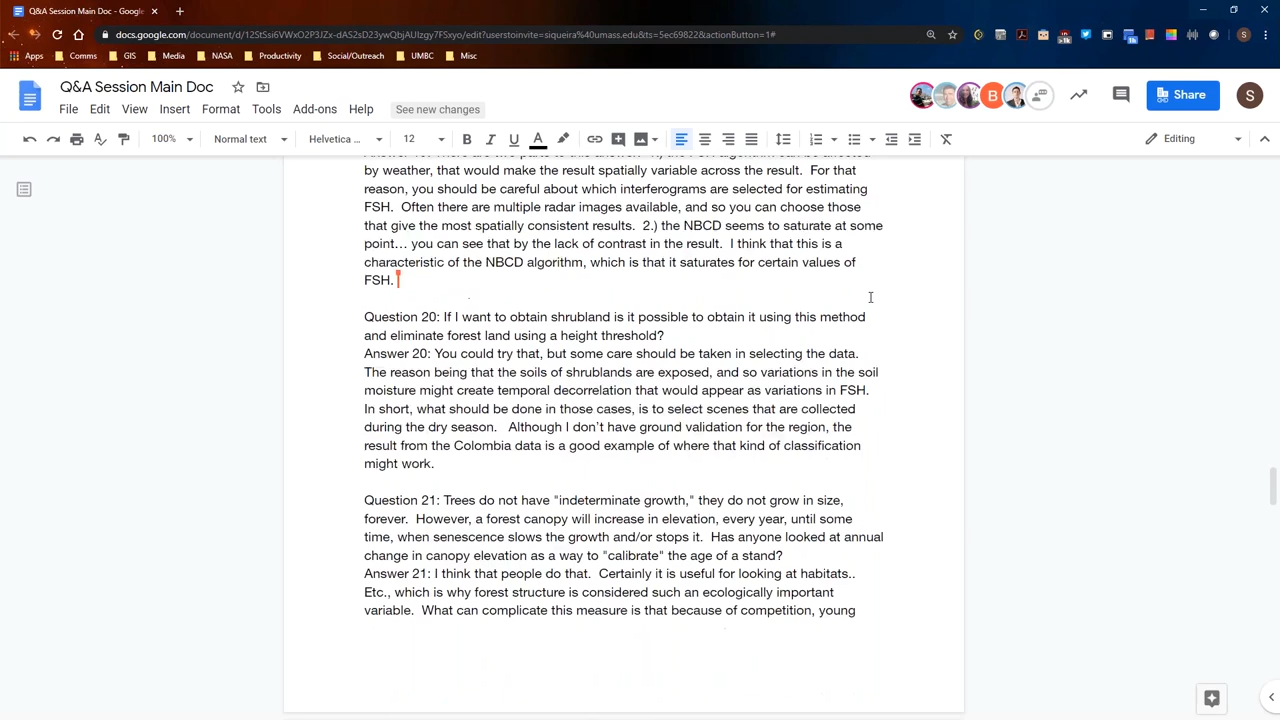 Q&A Session Main Doc - Google
docs.google.com/document/d/12StSsi6VWxO2P3JZx-dAS2sD23ywQbjAUIzgy7FSxyo/edit?userstoinvite=siqueira%40umass.edu&ts=5ec69822&actionButton=1#
Apps Comms GIS Media NASA Productivity Social/Outreach UMBC Misc
Q&A Session Main Doc
File Edit View Insert Format Tools Add-ons Help See new changes
Share
S
100% Normal text Helvetica ... 12 B I U A Editing
by weather, that would make the result spatially variable across the result. For that
reason, you should be careful about which interferograms are selected for estimating
FSH. Often there are multiple radar images available, and so you can choose those
that give the most spatially consistent results. 2.) the NBCD seems to saturate at some
point… you can see that by the lack of contrast in the result. I think that this is a
characteristic of the NBCD algorithm, which is that it saturates for certain values of
FSH.
Question 20: If I want to obtain shrubland is it possible to obtain it using this method
and eliminate forest land using a height threshold?
Answer 20: You could try that, but some care should be taken in selecting the data.
The reason being that the soils of shrublands are exposed, and so variations in the soil
moisture might create temporal decorrelation that would appear as variations in FSH.
In short, what should be done in those cases, is to select scenes that are collected
during the dry season. Although I don't have ground validation for the region, the
result from the Colombia data is a good example of where that kind of classification
might work.
Question 21: Trees do not have "indeterminate growth," they do not grow in size,
forever. However, a forest canopy will increase in elevation, every year, until some
time, when senescence slows the growth and/or stops it. Has anyone looked at annual
change in canopy elevation as a way to "calibrate" the age of a stand?
Answer 21: I think that people do that. Certainly it is useful for looking at habitats..
Etc., which is why forest structure is considered such an ecologically important
variable. What can complicate this measure is that because of competition, young